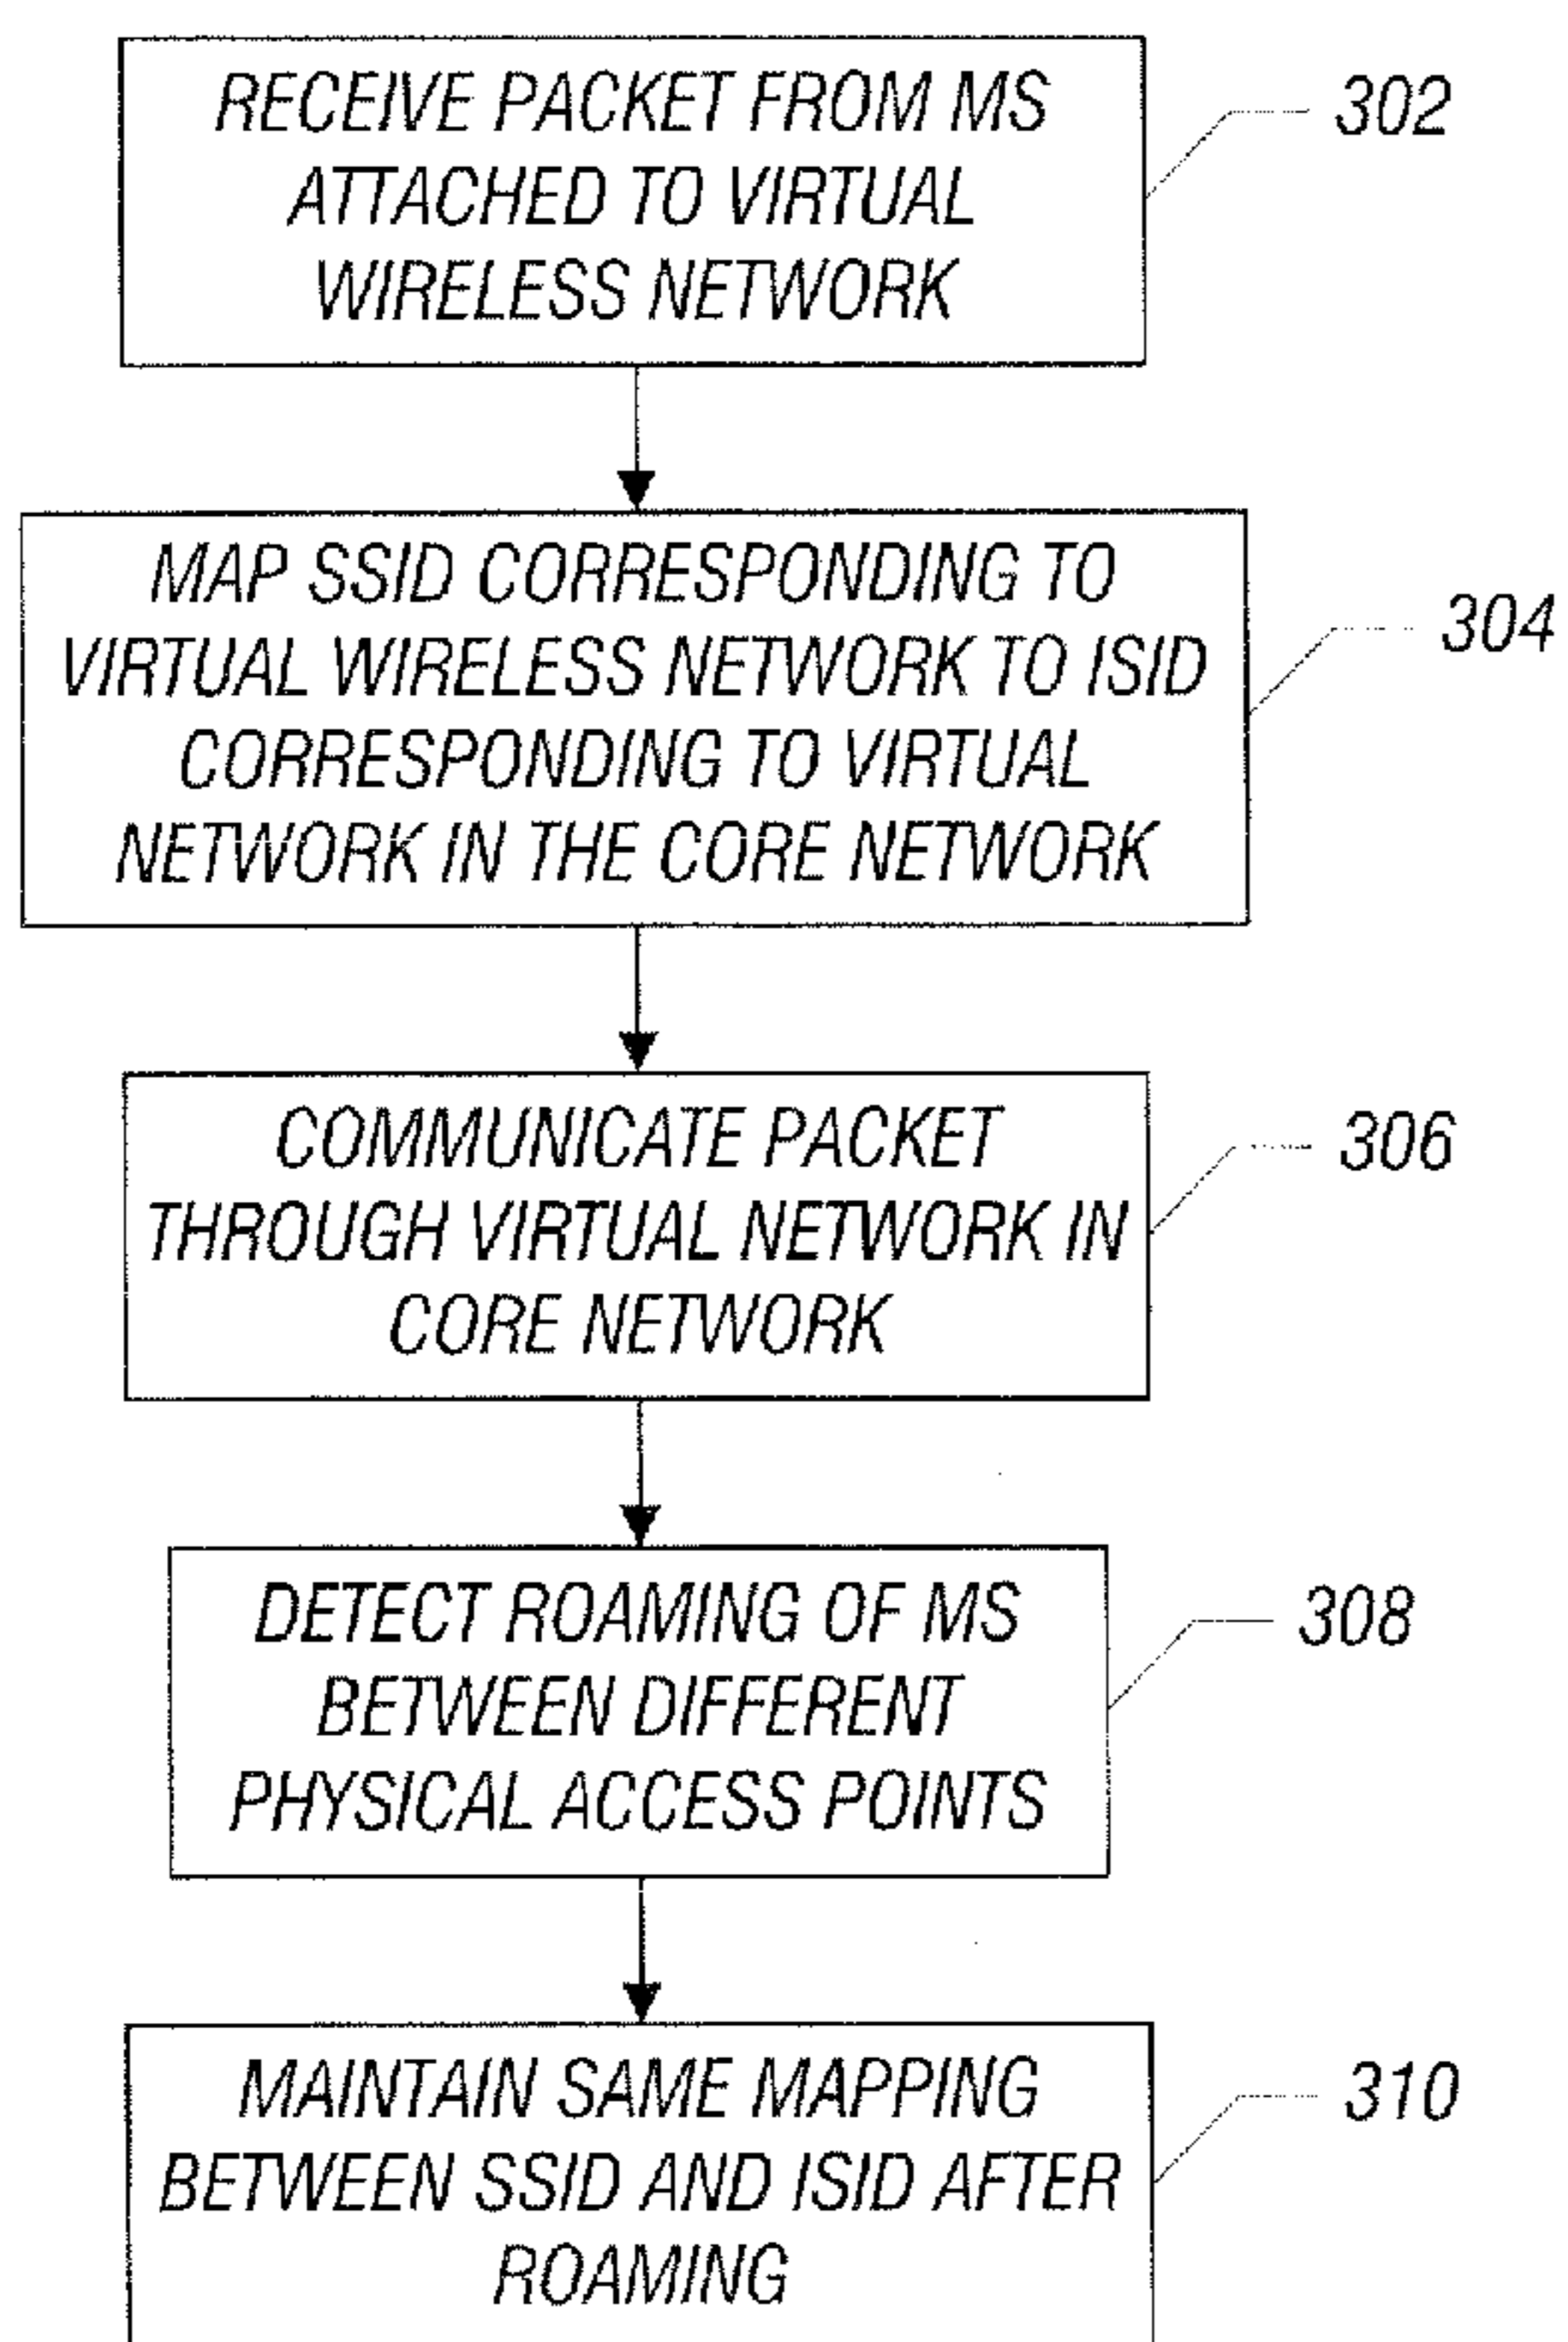 RECEIVE PACKET FROM MS
ATTACHED TO VIRTUAL
WIRELESS NETWORK
302
MAP SSID CORRESPONDING TO
VIRTUAL WIRELESS NETWORK TO ISID
CORRESPONDING TO VIRTUAL
NETWORK IN THE CORE NETWORK
304
COMMUNICATE PACKET
THROUGH VIRTUAL NETWORK IN
CORE NETWORK
306
DETECT ROAMING OF MS
BETWEEN DIFFERENT
PHYSICAL ACCESS POINTS
308
MAINTAIN SAME MAPPING
BETWEEN SSID AND ISID AFTER
ROAMING
310